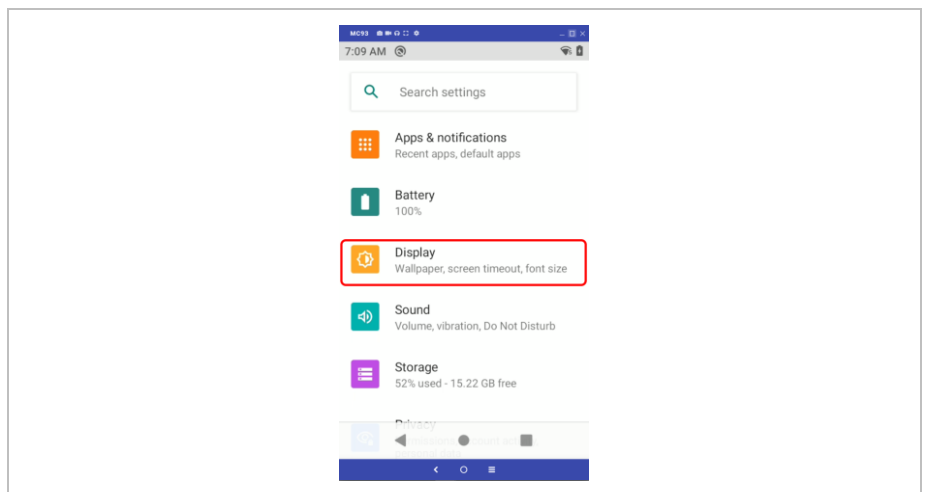 MC93
7:09 AM
Search settings
Apps & notifications
Recent apps, default apps
Battery
100%
Display
Wallpaper, screen timeout, font size
Sound
Volume, vibration, Do Not Disturb
Storage
52% used - 15.22 GB free
Privacy